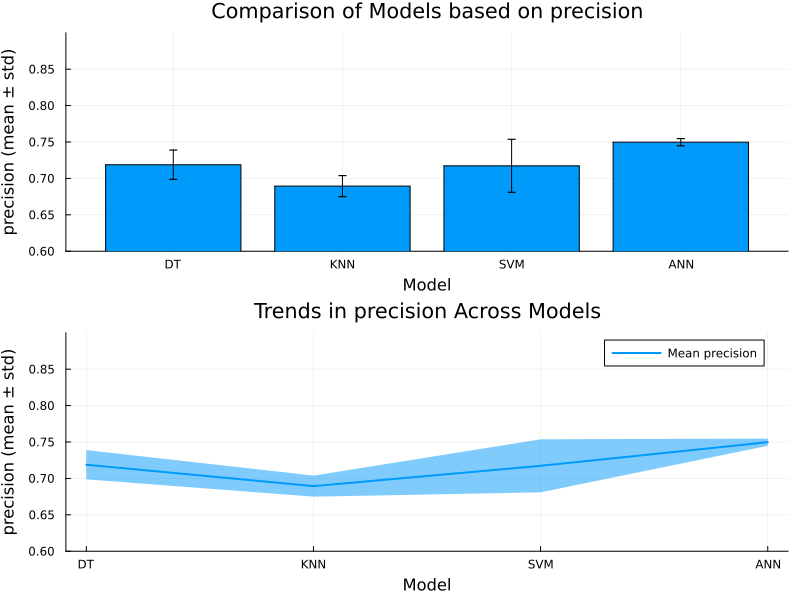 Comparison of Models based on precision
precision (mean ± std)
0.85
0.80
0.75
0.70
0.65
0.60
DT KNN SVM ANN
Model
Trends in precision Across Models
precision (mean ± std)
Mean precision
0.85
0.80
0.75
0.70
0.65
0.60
DT KNN SVM ANN
Model